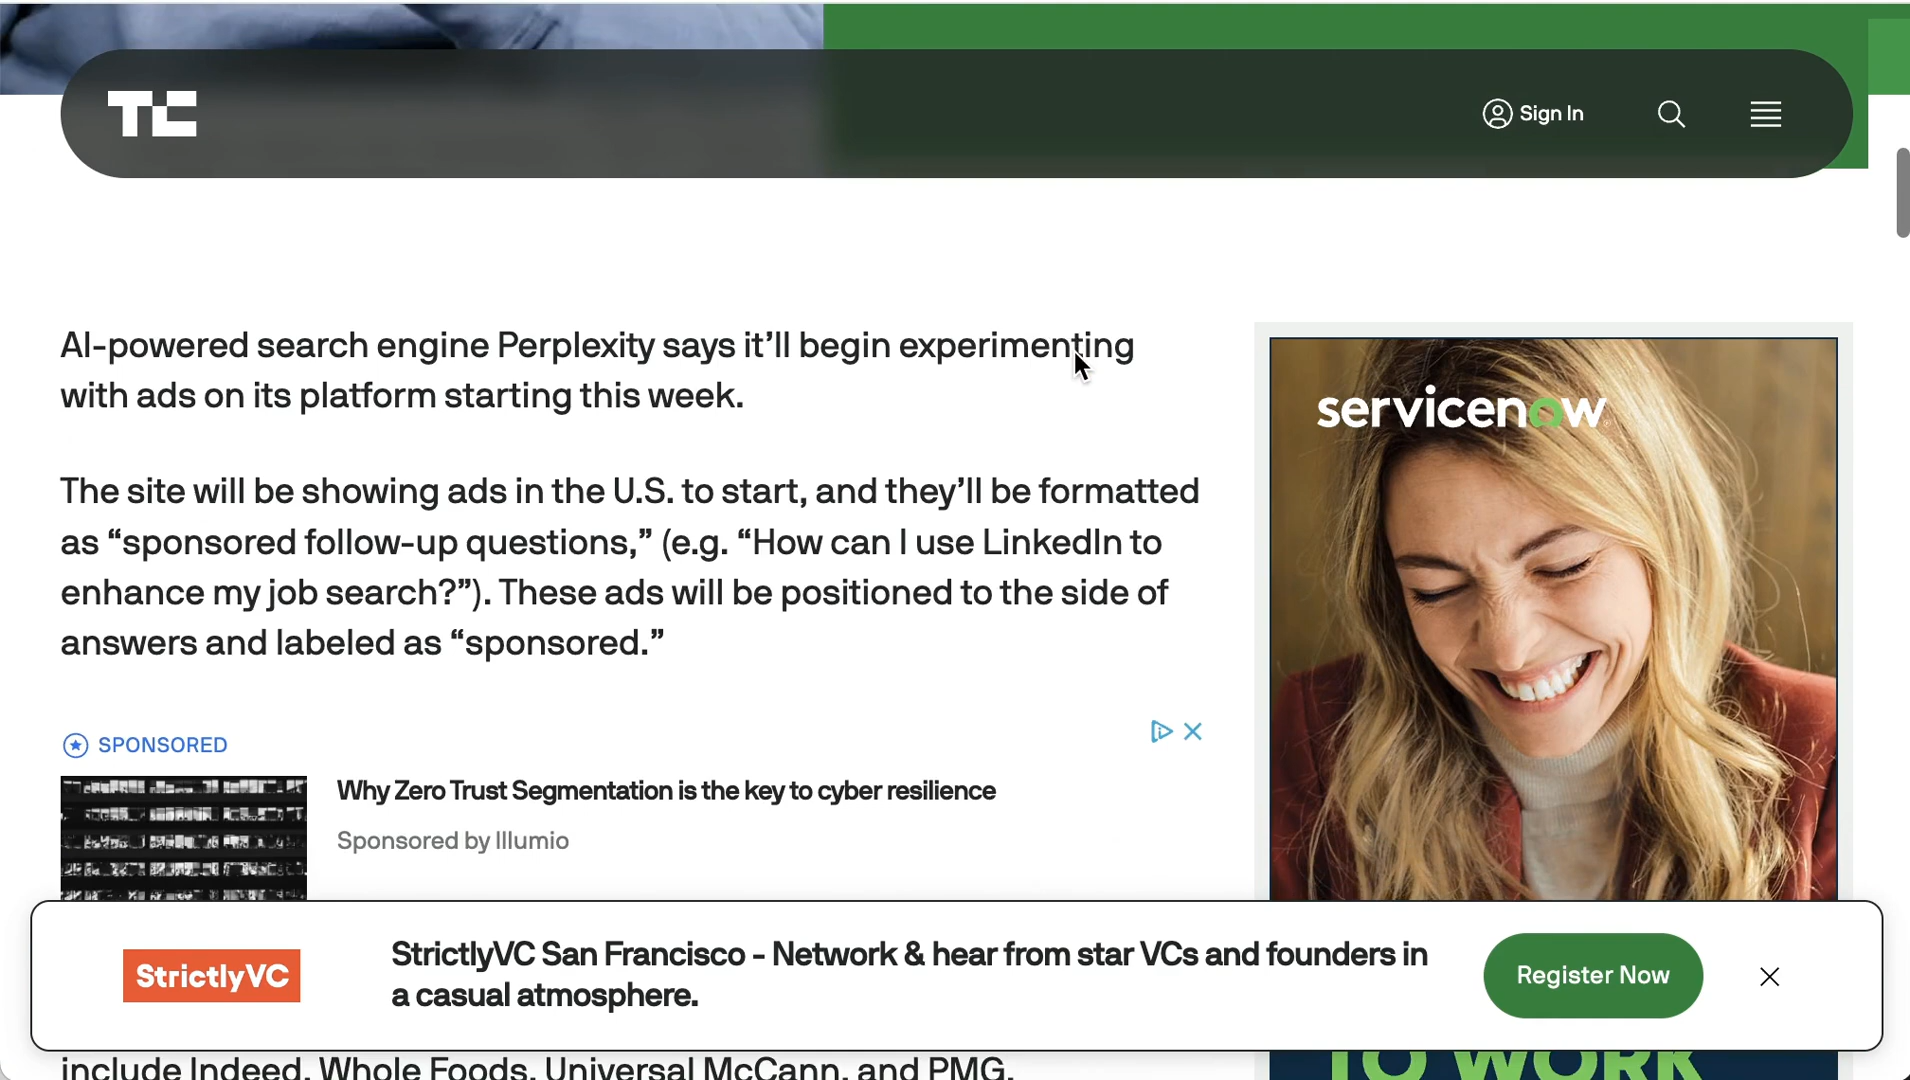 TC
Sign In
AI-powered search engine Perplexity says it’ll begin experimenting
with ads on its platform starting this week.
servicenow
The site will be showing ads in the U.S. to start, and they’ll be formatted
as “sponsored follow-up questions,” (e.g. “How can I use LinkedIn to
enhance my job search?”). These ads will be positioned to the side of
answers and labeled as “sponsored.”
SPONSORED
Why Zero Trust Segmentation is the key to cyber resilience
Sponsored by Illumio
StrictlyVC
StrictlyVC San Francisco - Network & hear from star VCs and founders in
a casual atmosphere.
Register Now
include Indeed, Whole Foods, Universal McCann, and PMG.
TO WORK